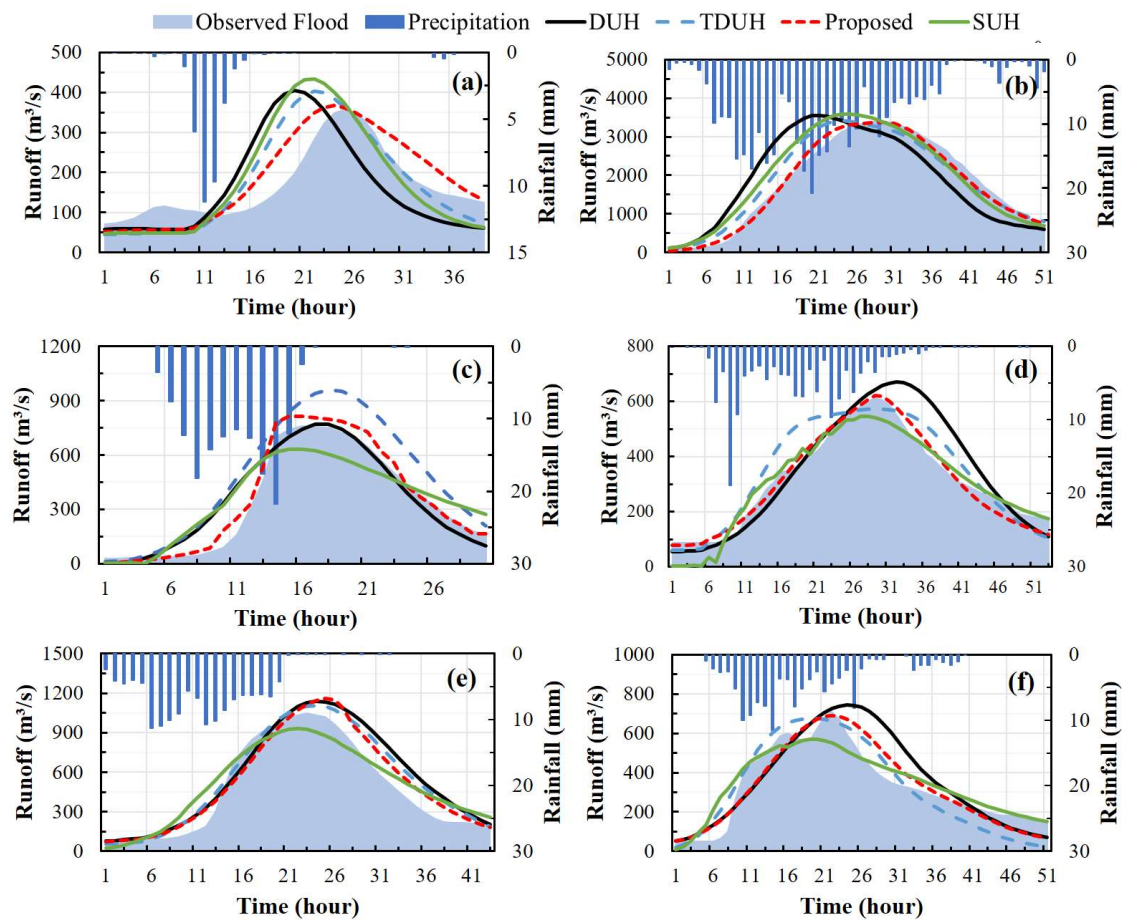 Observed Flood Precipitation DUH TDUH Proposed SUH
500 0
(a)
400
5
300
200
10
100
0 15
1 6 11 16 21 26 31 36
Runoff (m³/s)
Rainfall (mm)
Time (hour)
5000 0
(b)
4000
10
3000
2000
20
1000
0 30
1 6 11 16 21 26 31 36 41 46 51
Runoff (m³/s)
Rainfall (mm)
Time (hour)
1200 0
(c)
900
10
600
20
300
0 30
1 6 11 16 21 26
Runoff (m³/s)
Rainfall (mm)
Time (hour)
800 0
(d)
600
10
400
20
200
0 30
1 6 11 16 21 26 31 36 41 46 51
Runoff (m³/s)
Rainfall (mm)
Time (hour)
1500 0
(e)
1200
10
900
600
20
300
0 30
1 6 11 16 21 26 31 36 41
Runoff (m³/s)
Rainfall (mm)
Time (hour)
1000 0
(f)
800
10
600
400
20
200
0 30
1 6 11 16 21 26 31 36 41 46 51
Runoff (m³/s)
Rainfall (mm)
Time (hour)